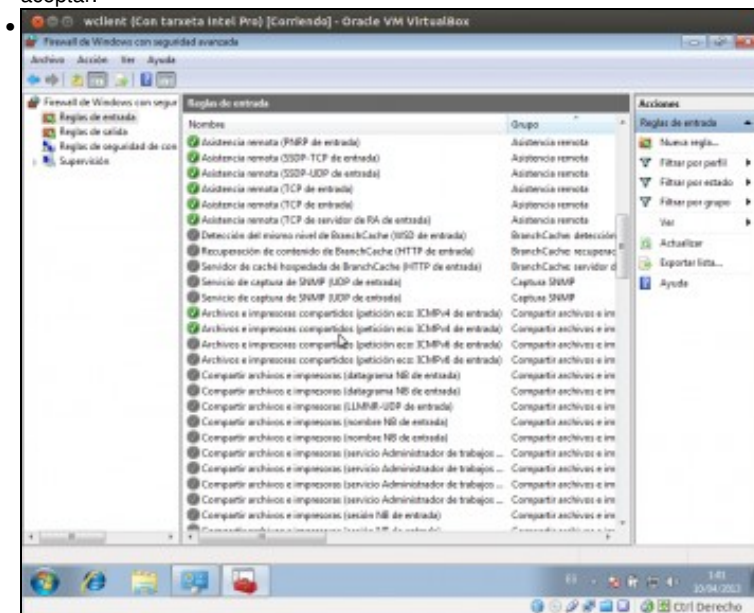 aceptan
wclient (Con tarxeta Intel Pro) [Corriendo] - Oracle VM VirtualBox
Firewall de Windows con seguridad avanzada
Archivo Acción Ver Ayuda
Firewall de Windows con segur
Reglas de entrada
Reglas de salida
Reglas de seguridad de con
Supervisión
Reglas de entrada
Nombre Grupo
Asistencia remota (PNRP de entrada) Asistencia remota
Asistencia remota (SSDP-TCP de entrada) Asistencia remota
Asistencia remota (SSDP-UDP de entrada) Asistencia remota
Asistencia remota (TCP de entrada) Asistencia remota
Asistencia remota (TCP de entrada) Asistencia remota
Asistencia remota (TCP de servidor de RA de entrada) Asistencia remota
Detección del mismo nivel de BranchCache (WSD de entrada) BranchCache: detección
Recuperación de contenido de BranchCache (HTTP de entrada) BranchCache: recuperac
Servidor de caché hospedada de BranchCache (HTTP de entrada) BranchCache: servidor d
Servicio de captura de SNMP (UDP de entrada) Captura SNMP
Servicio de captura de SNMP (UDP de entrada) Captura SNMP
Archivos e impresoras compartidos (petición eco: ICMPv4 de entrada) Compartir archivos e im
Archivos e impresoras compartidos (petición eco: ICMPv4 de entrada) Compartir archivos e im
Archivos e impresoras compartidos (petición eco: ICMPv6 de entrada) Compartir archivos e im
Archivos e impresoras compartidos (petición eco: ICMPv6 de entrada) Compartir archivos e im
Compartir archivos e impresoras (datagrama NB de entrada) Compartir archivos e im
Compartir archivos e impresoras (datagrama NB de entrada) Compartir archivos e im
Compartir archivos e impresoras (LLMNR-UDP de entrada) Compartir archivos e im
Compartir archivos e impresoras (nombre NB de entrada) Compartir archivos e im
Compartir archivos e impresoras (nombre NB de entrada) Compartir archivos e im
Compartir archivos e impresoras (servicio Administrador de trabajos ... Compartir archivos e im
Compartir archivos e impresoras (servicio Administrador de trabajos ... Compartir archivos e im
Compartir archivos e impresoras (servicio Administrador de trabajos ... Compartir archivos e im
Compartir archivos e impresoras (servicio Administrador de trabajos ... Compartir archivos e im
Compartir archivos e impresoras (sesión NB de entrada) Compartir archivos e im
Acciones
Reglas de entrada
Nueva regla...
Filtrar por perfil
Filtrar por estado
Filtrar por grupo
Ver
Actualizar
Exportar lista...
Ayuda
1:41
10/04/2013
Ctrl Derecho